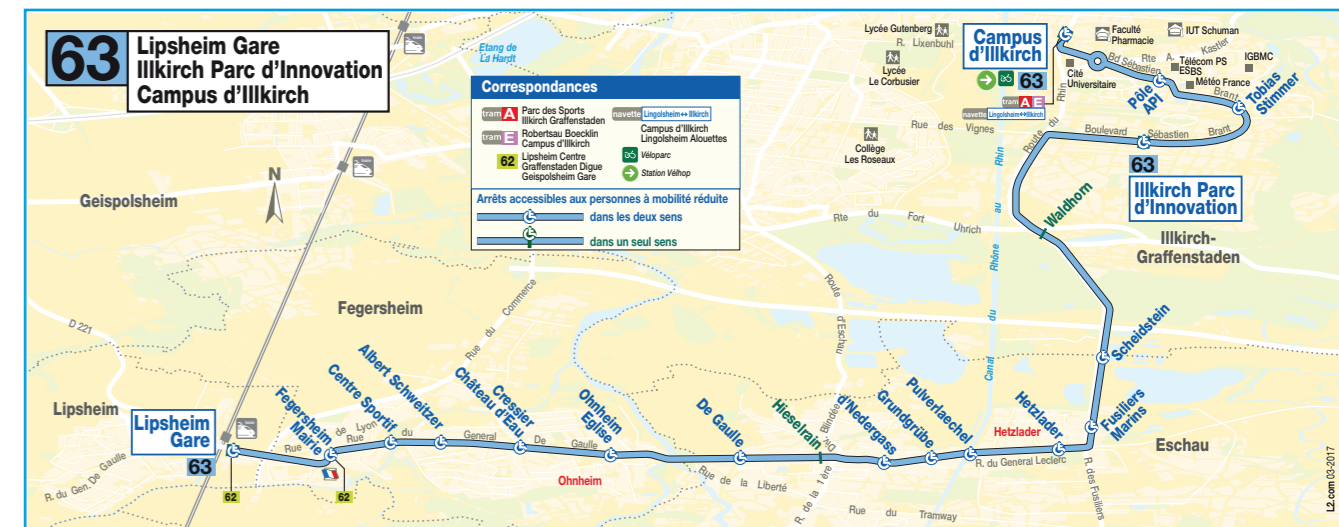 63
Lipsheim Gare
Illkirch Parc d'Innovation
Campus d'Illkirch
Etang de
La Hardt
Correspondances
tram A Parc des Sports
Illkirch Graffenstaden
tram E Robertsau Boecklin
Campus d'Illkirch
62 Lipsheim Centre
Graffenstaden Digue
Geispolsheim Gare
navette Lingolsheim↔Illkirch
Campus d'Illkirch
Lingolsheim Alouettes
Véloparc
Station Vélhop
Arrêts accessibles aux personnes à mobilité réduite
dans les deux sens
dans un seul sens
Lycée Gutenberg
R. Lixenbuhl
Lycée
Le Corbusier
Rue des Vignes
Collège
Les Roseaux
Campus
d'Illkirch
63
tram A E
navette Lingolsheim↔Illkirch
Faculté
Pharmacie
IUT Schuman
Rte A. Kastler
Bd Sébastien Brant
Télécom PS
ESBS
IGBMC
Météo France
Cité
Universitaire
Pôle
API
Tobias
Stimmer
Route du Rhin
Boulevard Sébastien Brant
63
Illkirch Parc
d'Innovation
Waldhorn
Illkirch-
Graffenstaden
Rte du Fort Uhrich
Canal du Rhône au Rhin
N
Geispolsheim
Fegersheim
Rue du Commerce
D 221
Lipsheim
Route d'Eschau
Scheidstein
Lipsheim
Gare
63
62
Fegersheim
Mairie
62
Centre Sportif
Albert Schweitzer
Cressier
Château d'Eau
Ohnheim
Eglise
De Gaulle
Hieselrain
d'Nedergass
Grundgrübe
Pulverlaechel
Hetzlader
Hetzlader
Fusiliers
Marins
Eschau
Rue de Lyon
Rue du General De Gaulle
R. du Gen. De Gaulle
Ohnheim
Rue de la Liberté
R. de la 1ère Div. Blindée
R. du General Leclerc
R. des Fusiliers
Rue du Tramway
L2.com 03-2017